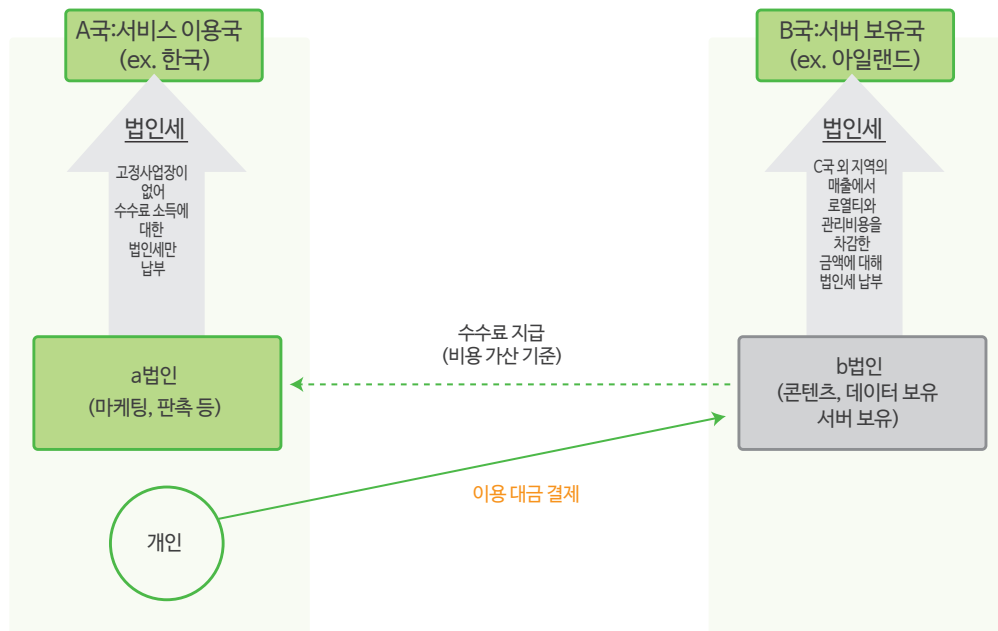 A국:서비스 이용국
(ex. 한국)
법인세
고정사업장이
없어
수수료 소득에
대한
법인세만
납부
a법인
(마케팅, 판촉 등)
개인
수수료 지급
(비용 가산 기준)
이용 대금 결제
B국:서버 보유국
(ex. 아일랜드)
법인세
C국 외 지역의
매출에서
로열티와
관리비용을
차감한
금액에 대해
법인세 납부
b법인
(콘텐츠, 데이터 보유
서버 보유)